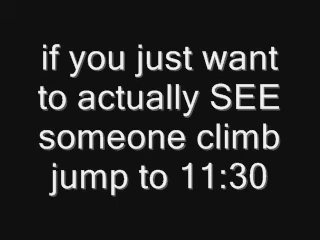 if you just want
to actually SEE
someone climb
jump to 11:30